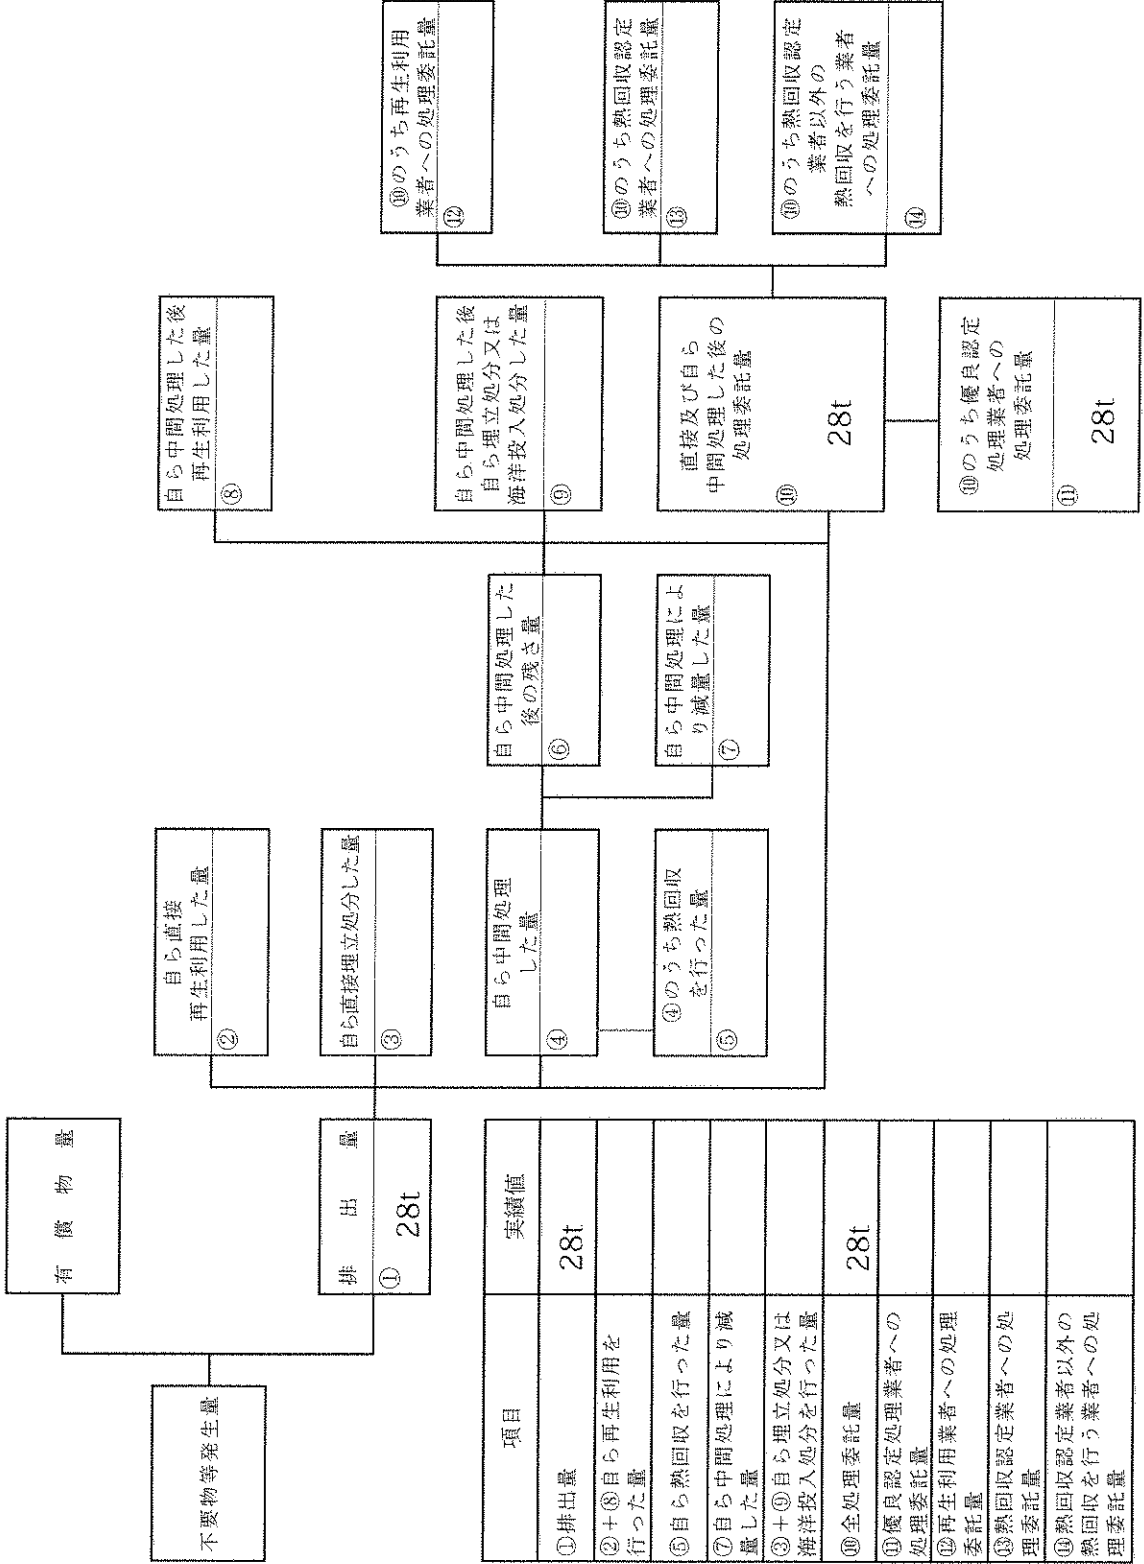 不要物等発生量
有償物量
排出量
①
28t
自ら直接
再生利用した量
②
自ら直接埋立処分した量
③
自ら中間処理
した量
④
④のうち熱回収
を行った量
⑤
自ら中間処理した
後の残さ量
⑥
自ら中間処理によ
り減量した量
⑦
自ら中間処理した後
再生利用した量
⑧
自ら中間処理した後
自ら埋立処分又は
海洋投入処分した量
⑨
直接及び自ら
中間処理した後の
処理委託量
⑩
28t
⑩のうち優良認定
処理業者への
処理委託量
⑪
28t
⑩のうち再生利用
業者への処理委託量
⑫
⑩のうち熱回収認定
業者への処理委託量
⑬
⑩のうち熱回収認定
業者以外の
熱回収を行う業者
への処理委託量
⑭
項目
実績値
①排出量
28t
②+⑧自ら再生利用を
行った量
⑤自ら熱回収を行った量
⑦自ら中間処理により減
量した量
③+⑨自ら埋立処分又は
海洋投入処分を行った量
⑩全処理委託量
28t
⑪優良認定処理業者への
処理委託量
⑫再生利用業者への処理
委託量
⑬熱回収認定業者への処
理委託量
⑭熱回収認定業者以外の
熱回収を行う業者への処
理委託量